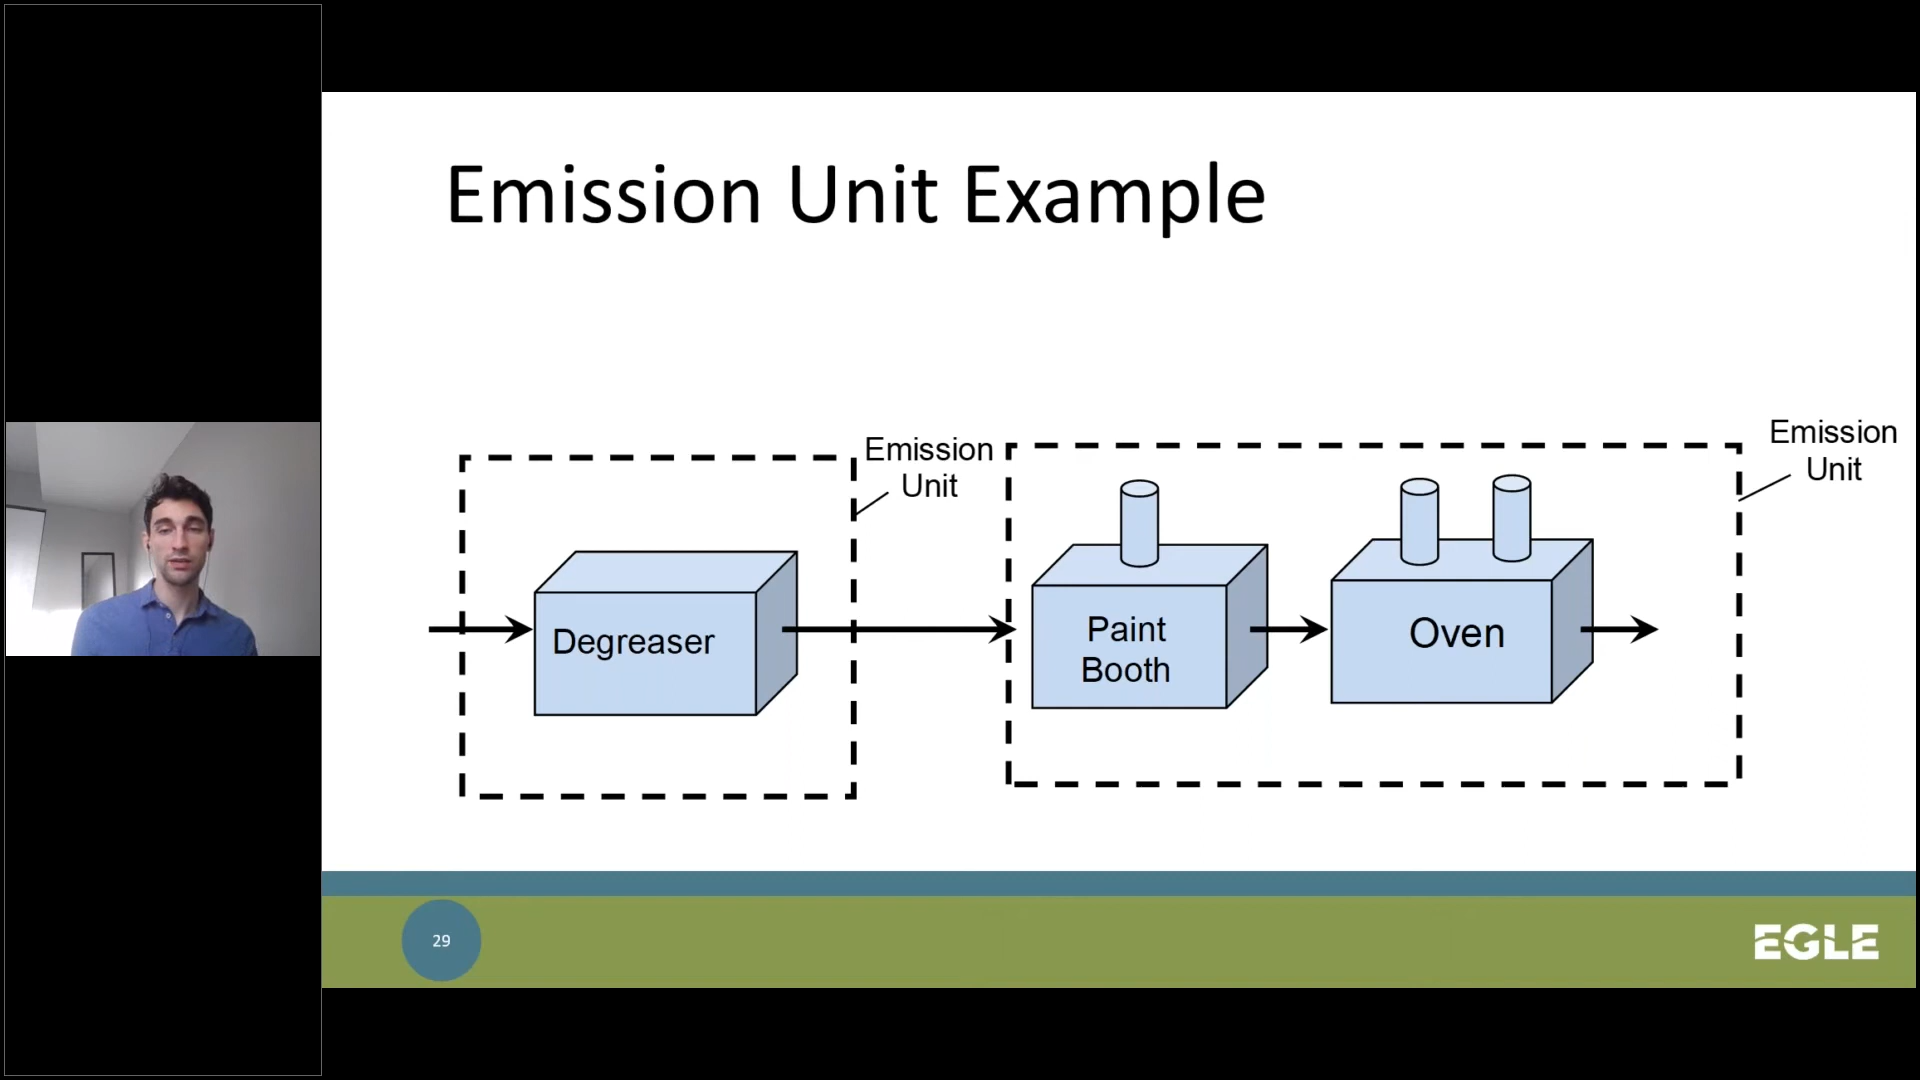 Emission Unit Example
Emission
Unit
Emission
Unit
Degreaser
Paint
Booth
Oven
29
EGLE